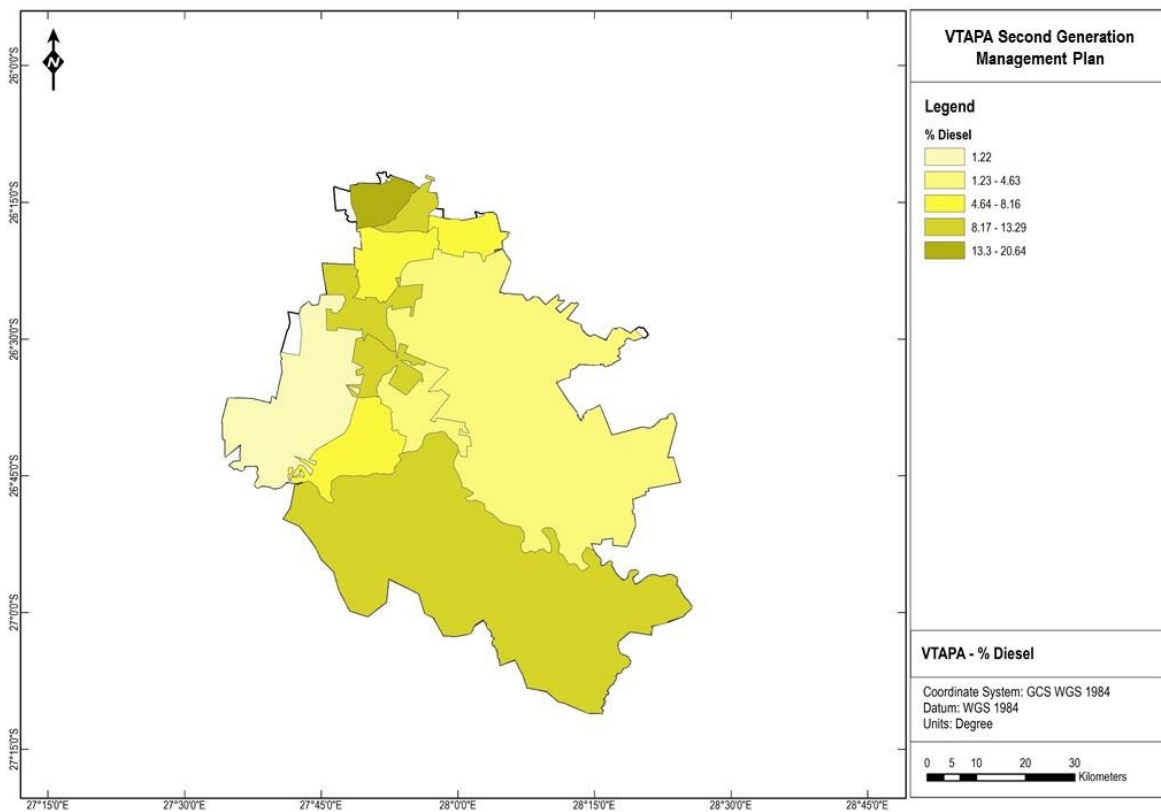 VTAPA Second Generation
Management Plan
Legend
% Diesel
1.22
1.23 - 4.63
4.64 - 8.16
8.17 - 13.29
13.3 - 20.64
VTAPA - % Diesel
Coordinate System: GCS WGS 1984
Datum: WGS 1984
Units: Degree
0 5 10 20 30
Kilometers
N
26°0'0"S
26°15'0"S
26°30'0"S
26°45'0"S
27°0'0"S
27°15'0"S
27°15'0"E 27°30'0"E 27°45'0"E 28°0'0"E 28°15'0"E 28°30'0"E 28°45'0"E